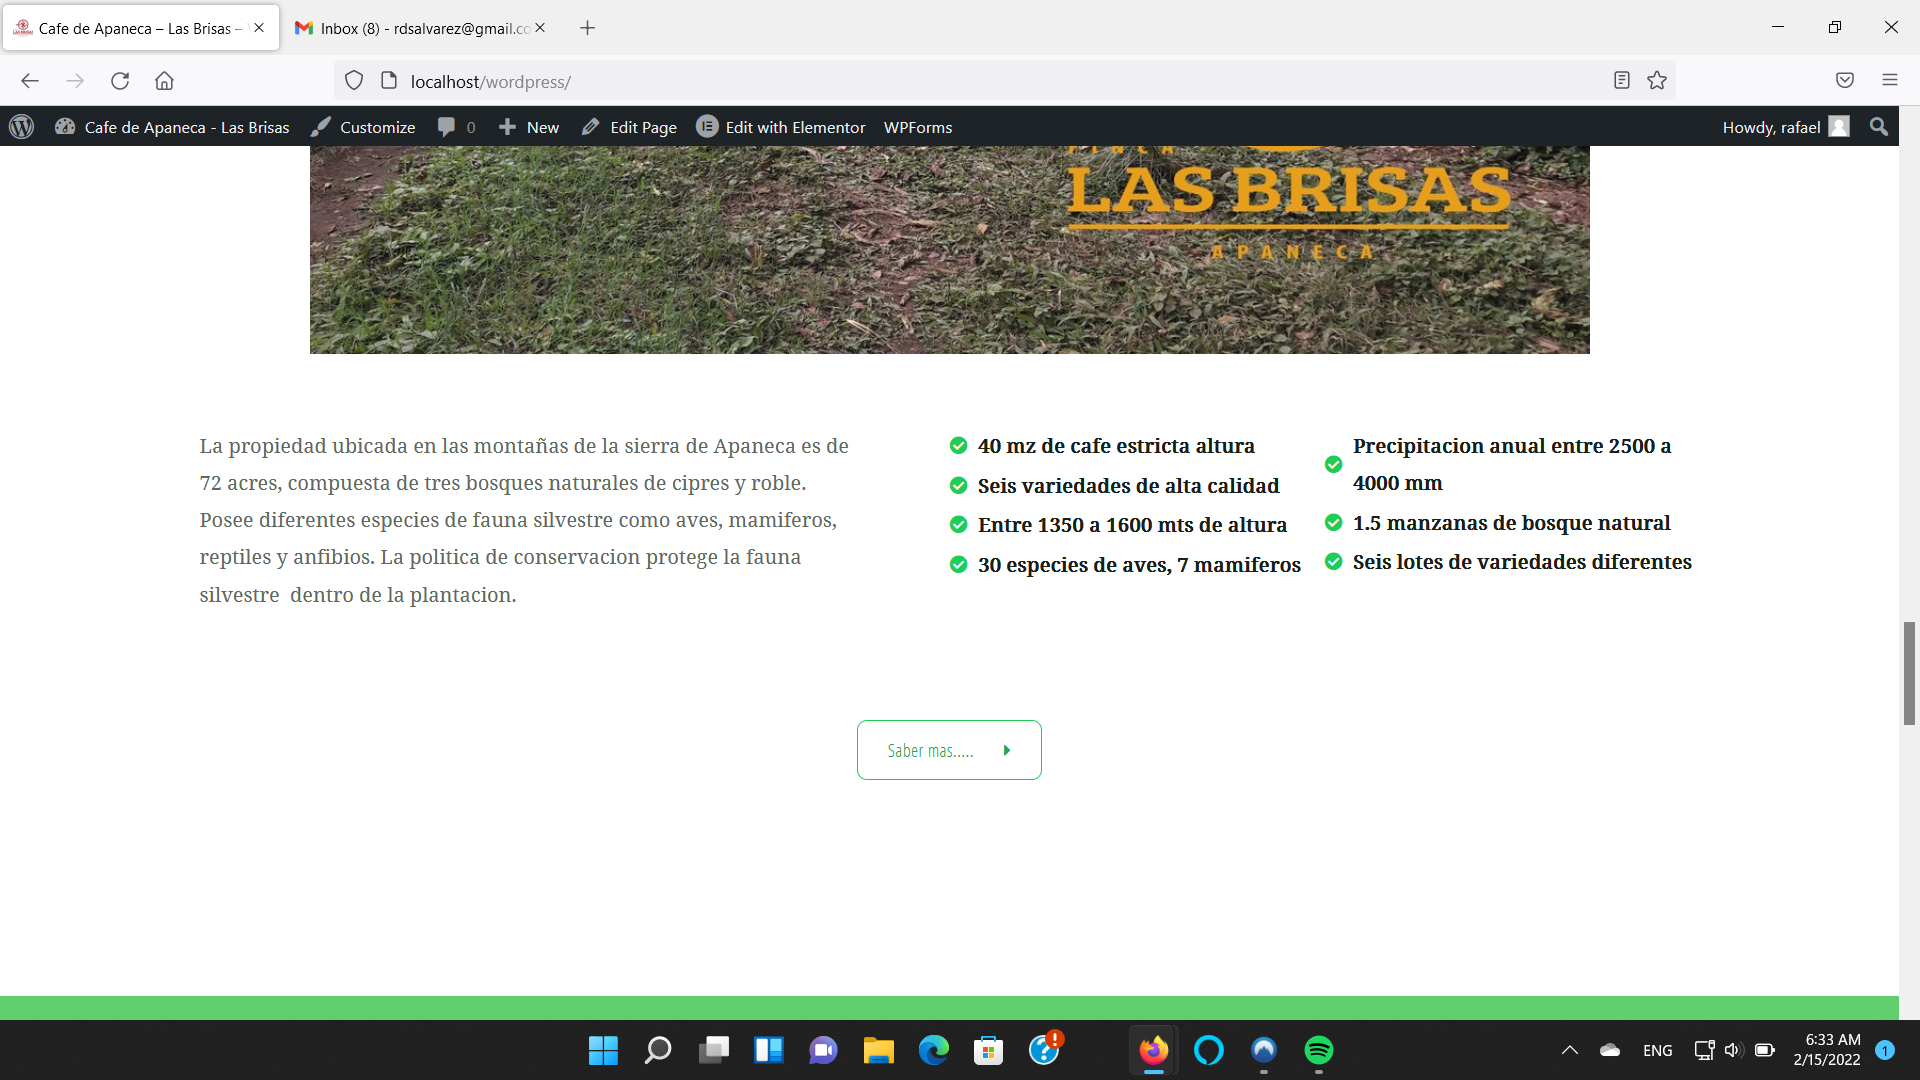 Cafe de Apaneca – Las Brisas –
Inbox (8) - rdsalvarez@gmail.co
localhost/wordpress/
Cafe de Apaneca - Las Brisas
Customize
0
New
Edit Page
Edit with Elementor
WPForms
Howdy, rafael
LAS BRISAS
APANECA
La propiedad ubicada en las montañas de la sierra de Apaneca es de
72 acres, compuesta de tres bosques naturales de cipres y roble.
Posee diferentes especies de fauna silvestre como aves, mamiferos,
reptiles y anfibios. La politica de conservacion protege la fauna
silvestre  dentro de la plantacion.
40 mz de cafe estricta altura
Seis variedades de alta calidad
Entre 1350 a 1600 mts de altura
30 especies de aves, 7 mamiferos
Precipitacion anual entre 2500 a
4000 mm
1.5 manzanas de bosque natural
Seis lotes de variedades diferentes
Saber mas.....
ENG
6:33 AM
2/15/2022
1